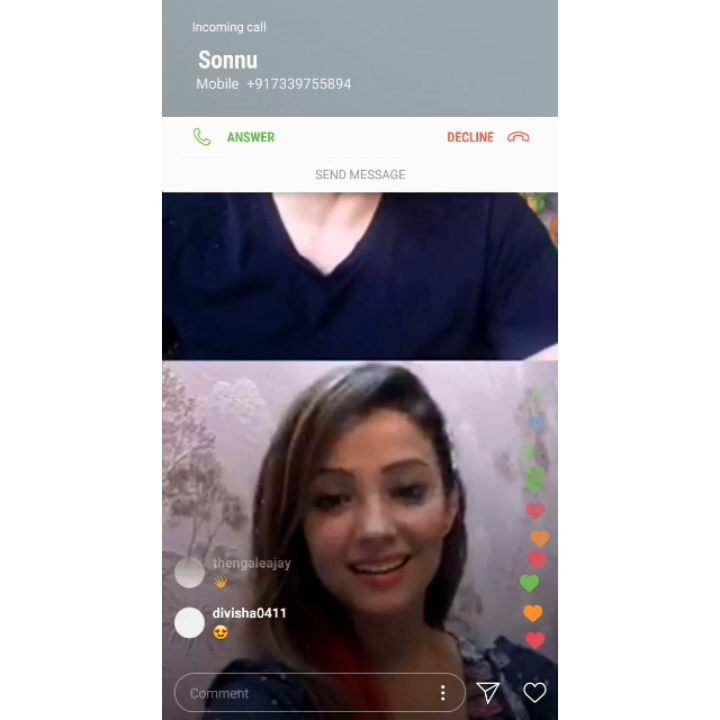 Incoming call
Sonnu
Mobile +917339755894
ANSWER
DECLINE
SEND MESSAGE
thengaleajay
👋
divisha0411
😍
Comment